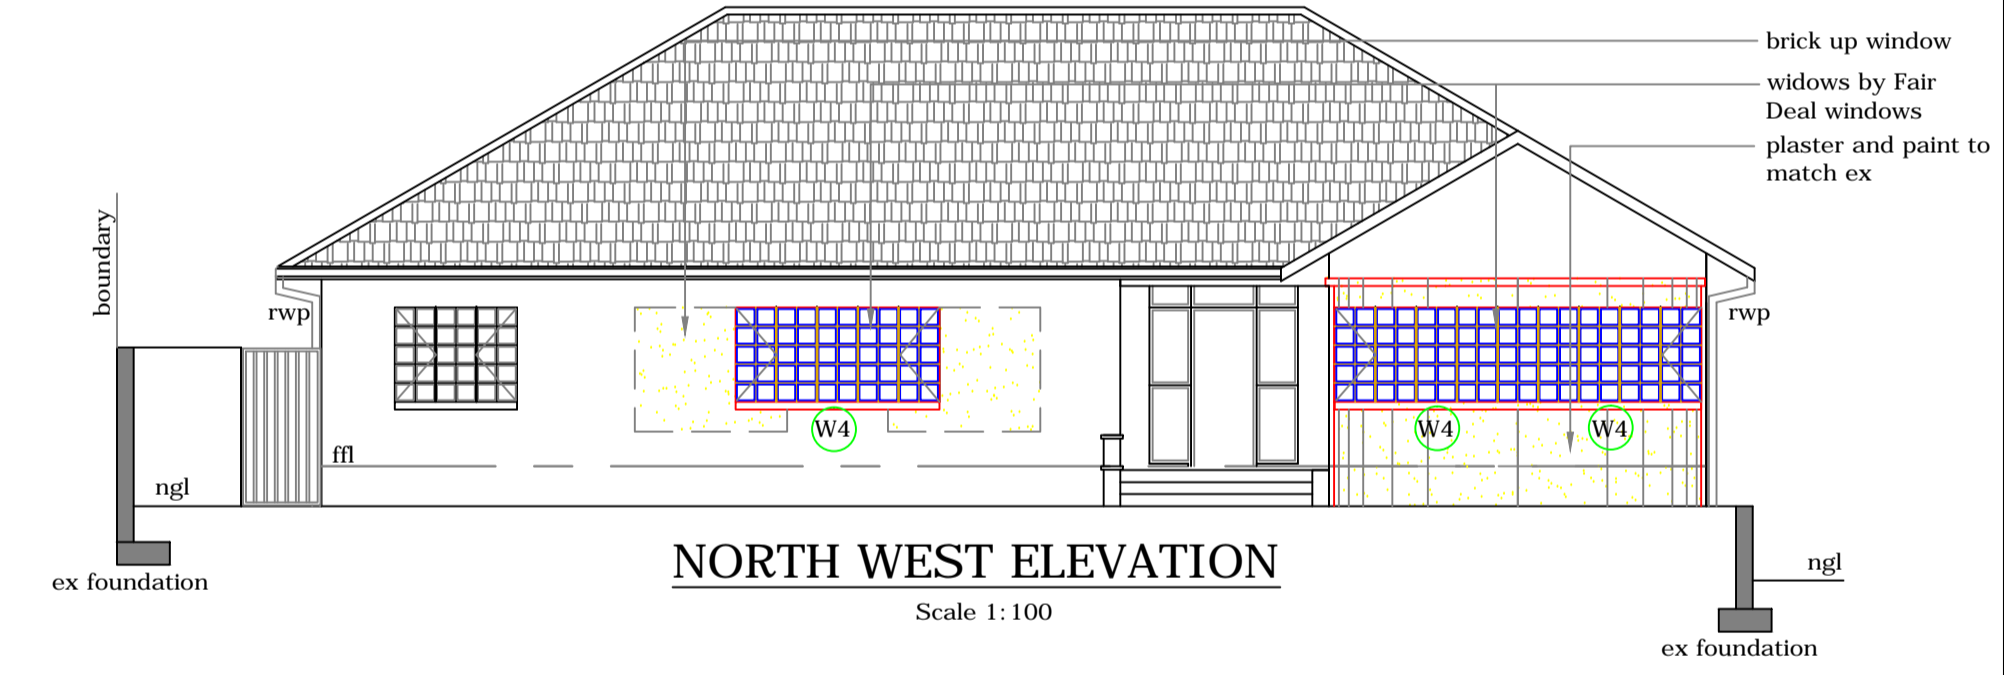 brick up window
widows by Fair
Deal windows
plaster and paint to
match ex
boundary
rwp
rwp
ffl
W4
W4
W4
ngl
ex foundation
NORTH WEST ELEVATION
Scale 1:100
ngl
ex foundation